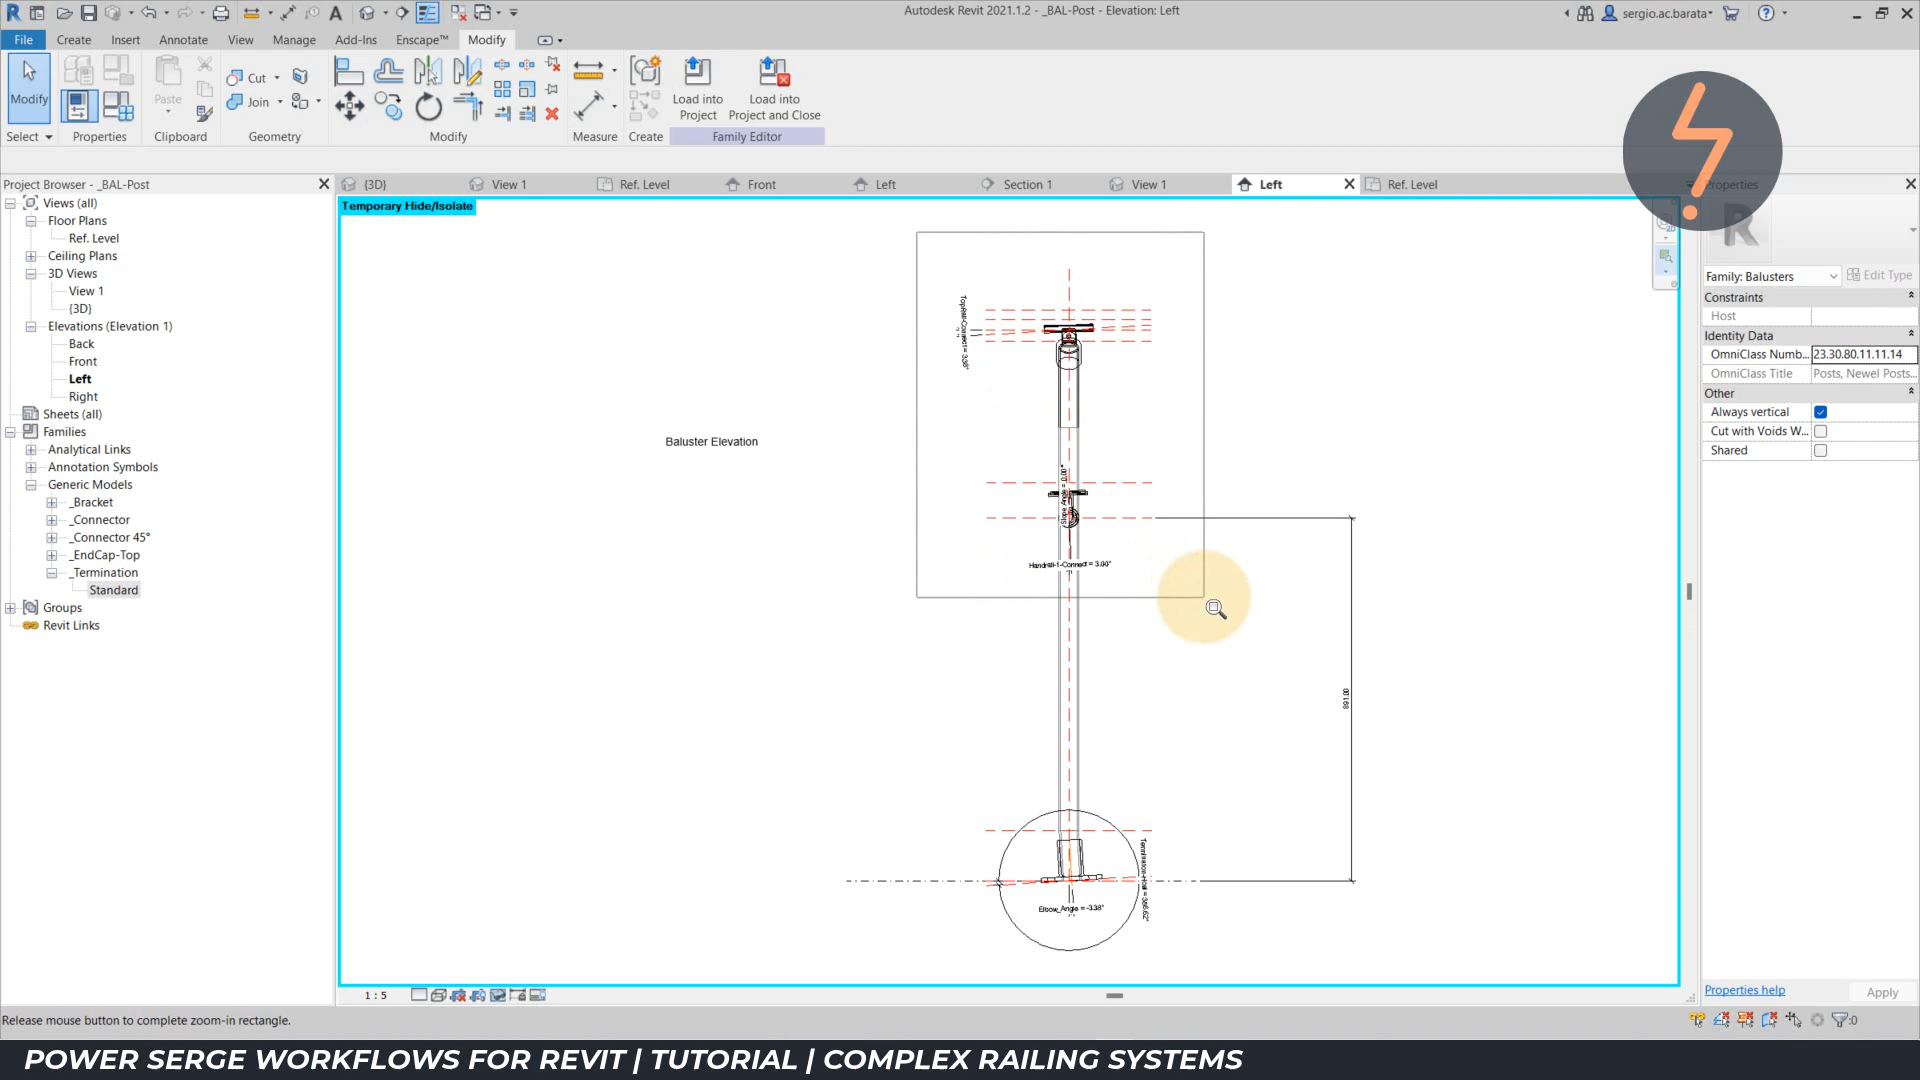 Autodesk Revit 2021.1.2 - _BAL-Post - Elevation: Left
sergio.ac.barata
File Create Insert Annotate View Manage Add-Ins Enscape™ Modify
Modify
Paste
Cut
Join
Load into Project
Load into Project and Close
Select Properties Clipboard Geometry Modify Measure Create Family Editor
Project Browser - _BAL-Post
{3D} View 1 Ref. Level Front Left Section 1 View 1 Left Ref. Level
Properties
Views (all)
Floor Plans
Ref. Level
Ceiling Plans
3D Views
View 1
{3D}
Elevations (Elevation 1)
Back
Front
Left
Right
Sheets (all)
Families
Analytical Links
Annotation Symbols
Generic Models
_Bracket
_Connector
_Connector 45°
_EndCap-Top
_Termination
Standard
Groups
Revit Links
Temporary Hide/Isolate
Baluster Elevation
Slope Angle = .0.00°
Handrail-1-Connect = 3.00°
891.00
Elbow_Angle = -3.38°
Family: Balusters
Edit Type
Constraints
Host
Identity Data
OmniClass Numb... 23.30.80.11.11.14
OmniClass Title Posts, Newel Posts...
Other
Always vertical
Cut with Voids W...
Shared
Properties help
Apply
1 : 5
Release mouse button to complete zoom-in rectangle.
:0
POWER SERGE WORKFLOWS FOR REVIT | TUTORIAL | COMPLEX RAILING SYSTEMS